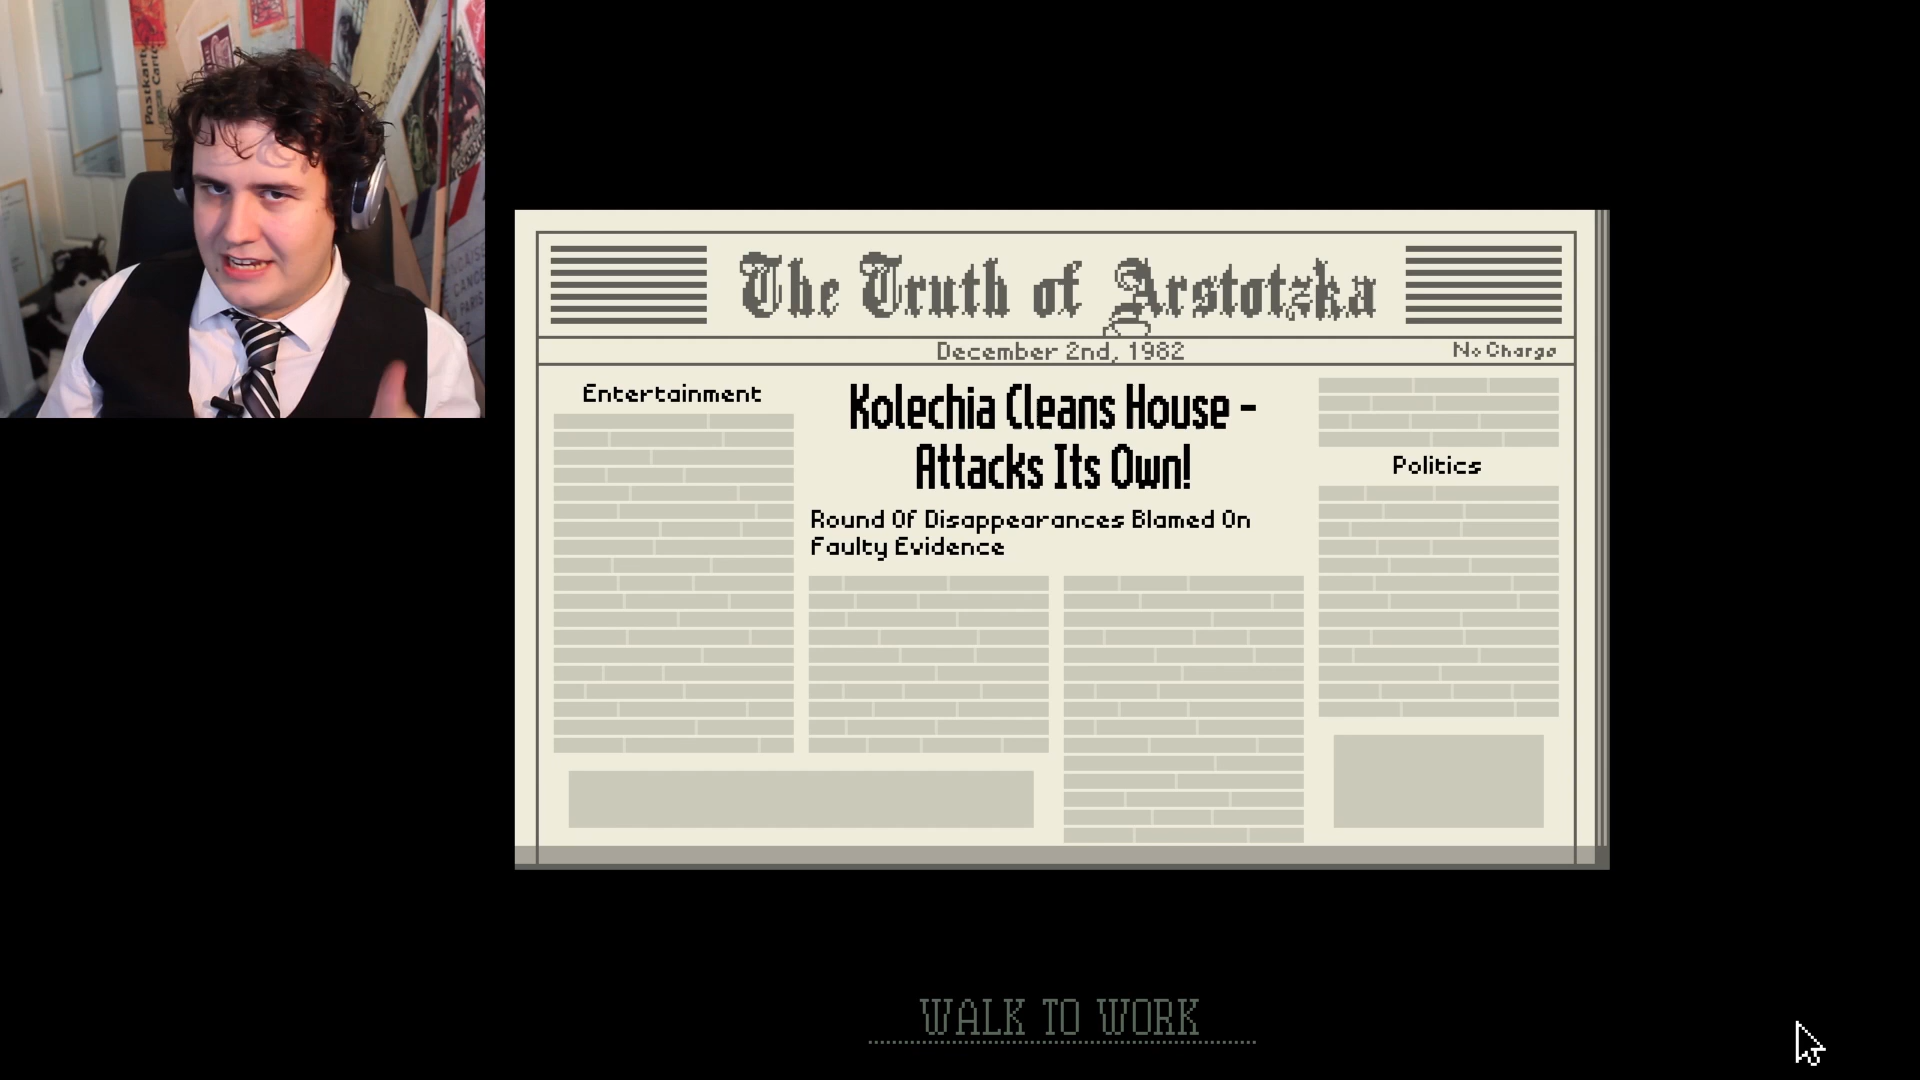 Postkarte
The Truth of Arstotzka
December 2nd, 1982
No Charge
Entertainment
Kolechia Cleans House -
Attacks Its Own!
Round Of Disappearances Blamed On
Faulty Evidence
Politics
WALK TO WORK